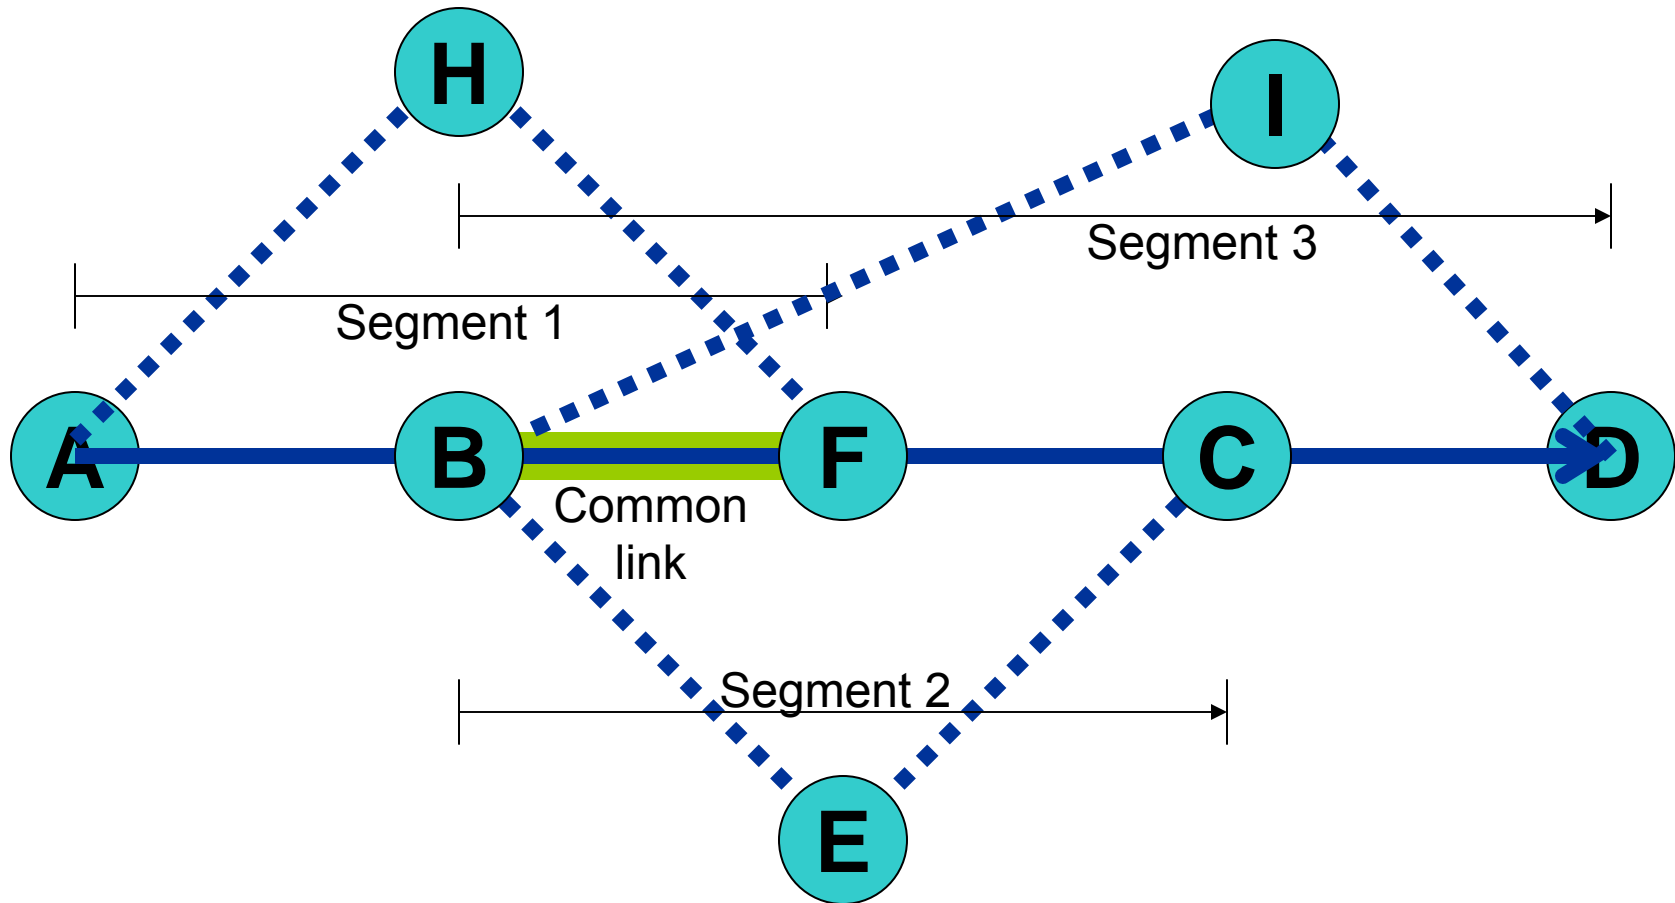 H
I
Segment 3
Segment 1
A
B
F
C
D
Common
link
Segment 2
E